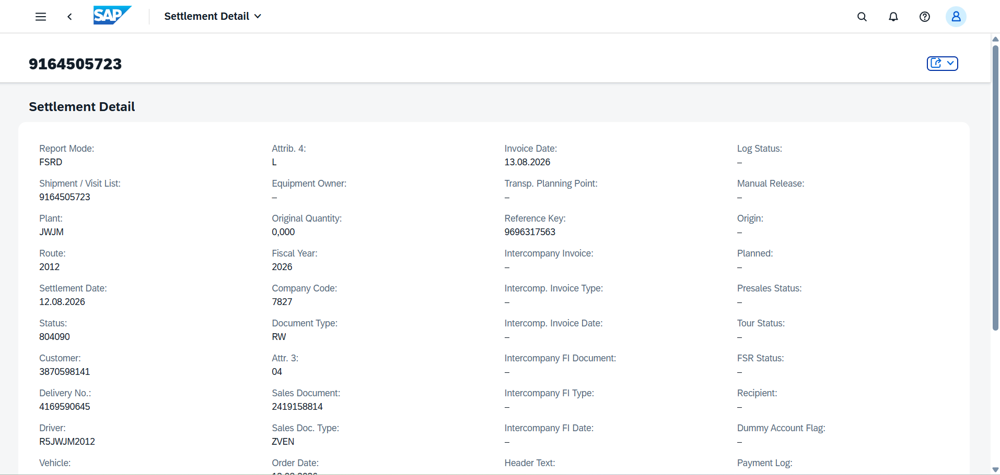 SAP
Settlement Detail
9164505723
Settlement Detail
Report Mode:
FSRD
Shipment / Visit List:
9164505723
Plant:
JWJM
Route:
2012
Settlement Date:
12.08.2026
Status:
804090
Customer:
3870598141
Delivery No.:
4169590645
Driver:
R5JWJM2012
Vehicle:
Attrib. 4:
L
Equipment Owner:
–
Original Quantity:
0,000
Fiscal Year:
2026
Company Code:
7827
Document Type:
RW
Attr. 3:
04
Sales Document:
2419158814
Sales Doc. Type:
ZVEN
Order Date:
Invoice Date:
13.08.2026
Transp. Planning Point:
–
Reference Key:
9696317563
Intercompany Invoice:
–
Intercomp. Invoice Type:
–
Intercomp. Invoice Date:
–
Intercompany FI Document:
–
Intercompany FI Type:
–
Intercompany FI Date:
–
Header Text:
Log Status:
–
Manual Release:
–
Origin:
–
Planned:
–
Presales Status:
–
Tour Status:
–
FSR Status:
–
Recipient:
–
Dummy Account Flag:
–
Payment Log: